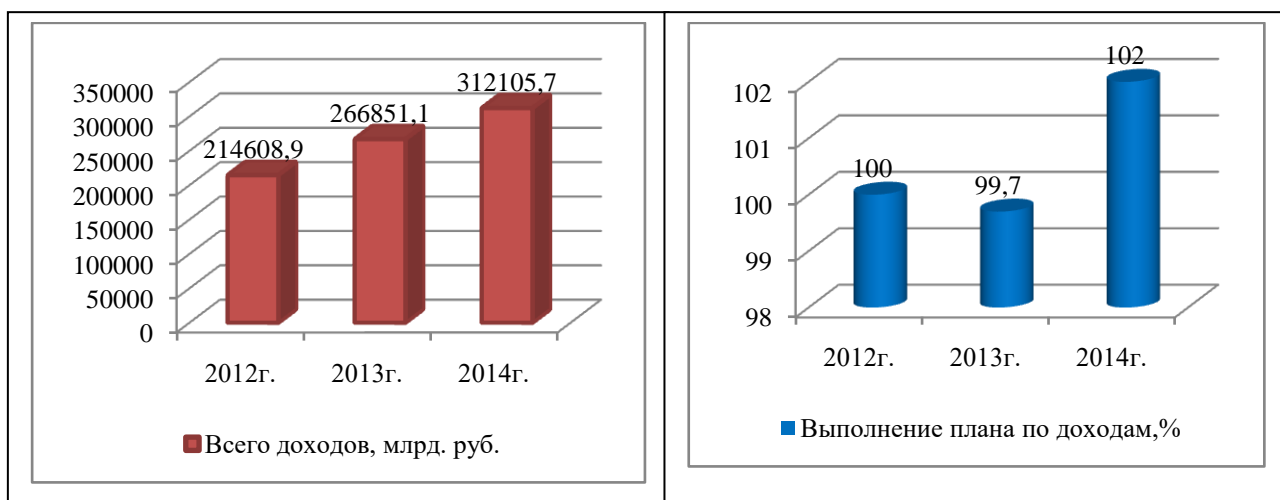 350000
300000
250000
200000
150000
100000
50000
0
214608,9
266851,1
312105,7
2012г.
2013г.
2014г.
Всего доходов, млрд. руб.
102
101
100
99
98
100
99,7
102
2012г.
2013г.
2014г.
Выполнение плана по доходам,%